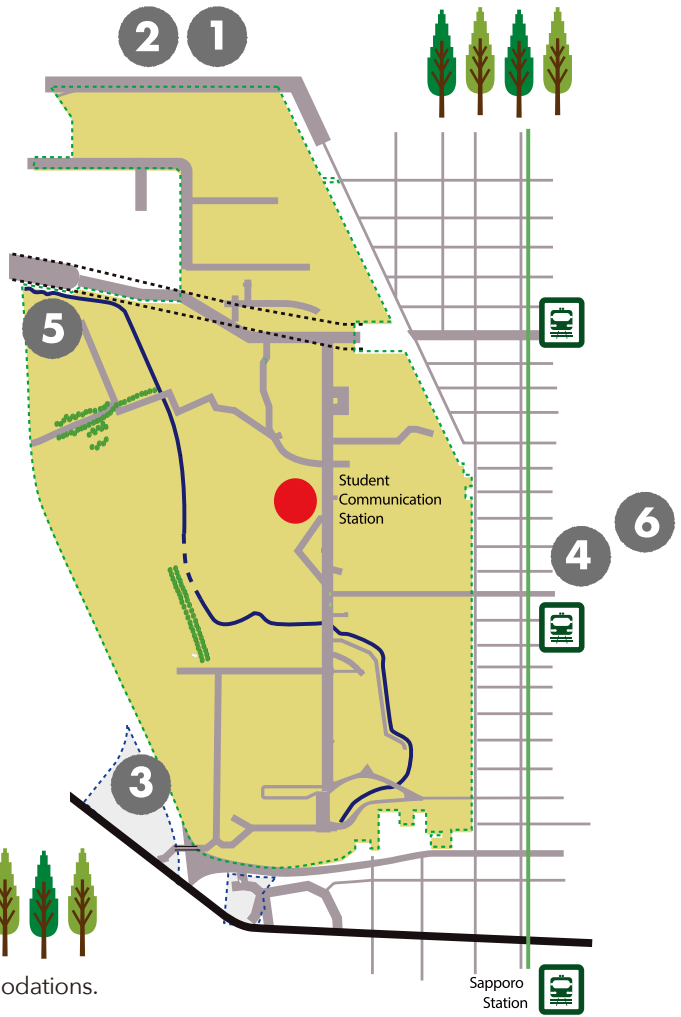 2 1
5
Student
Communication
Station
6
4
3
odations.
Sapporo
Station